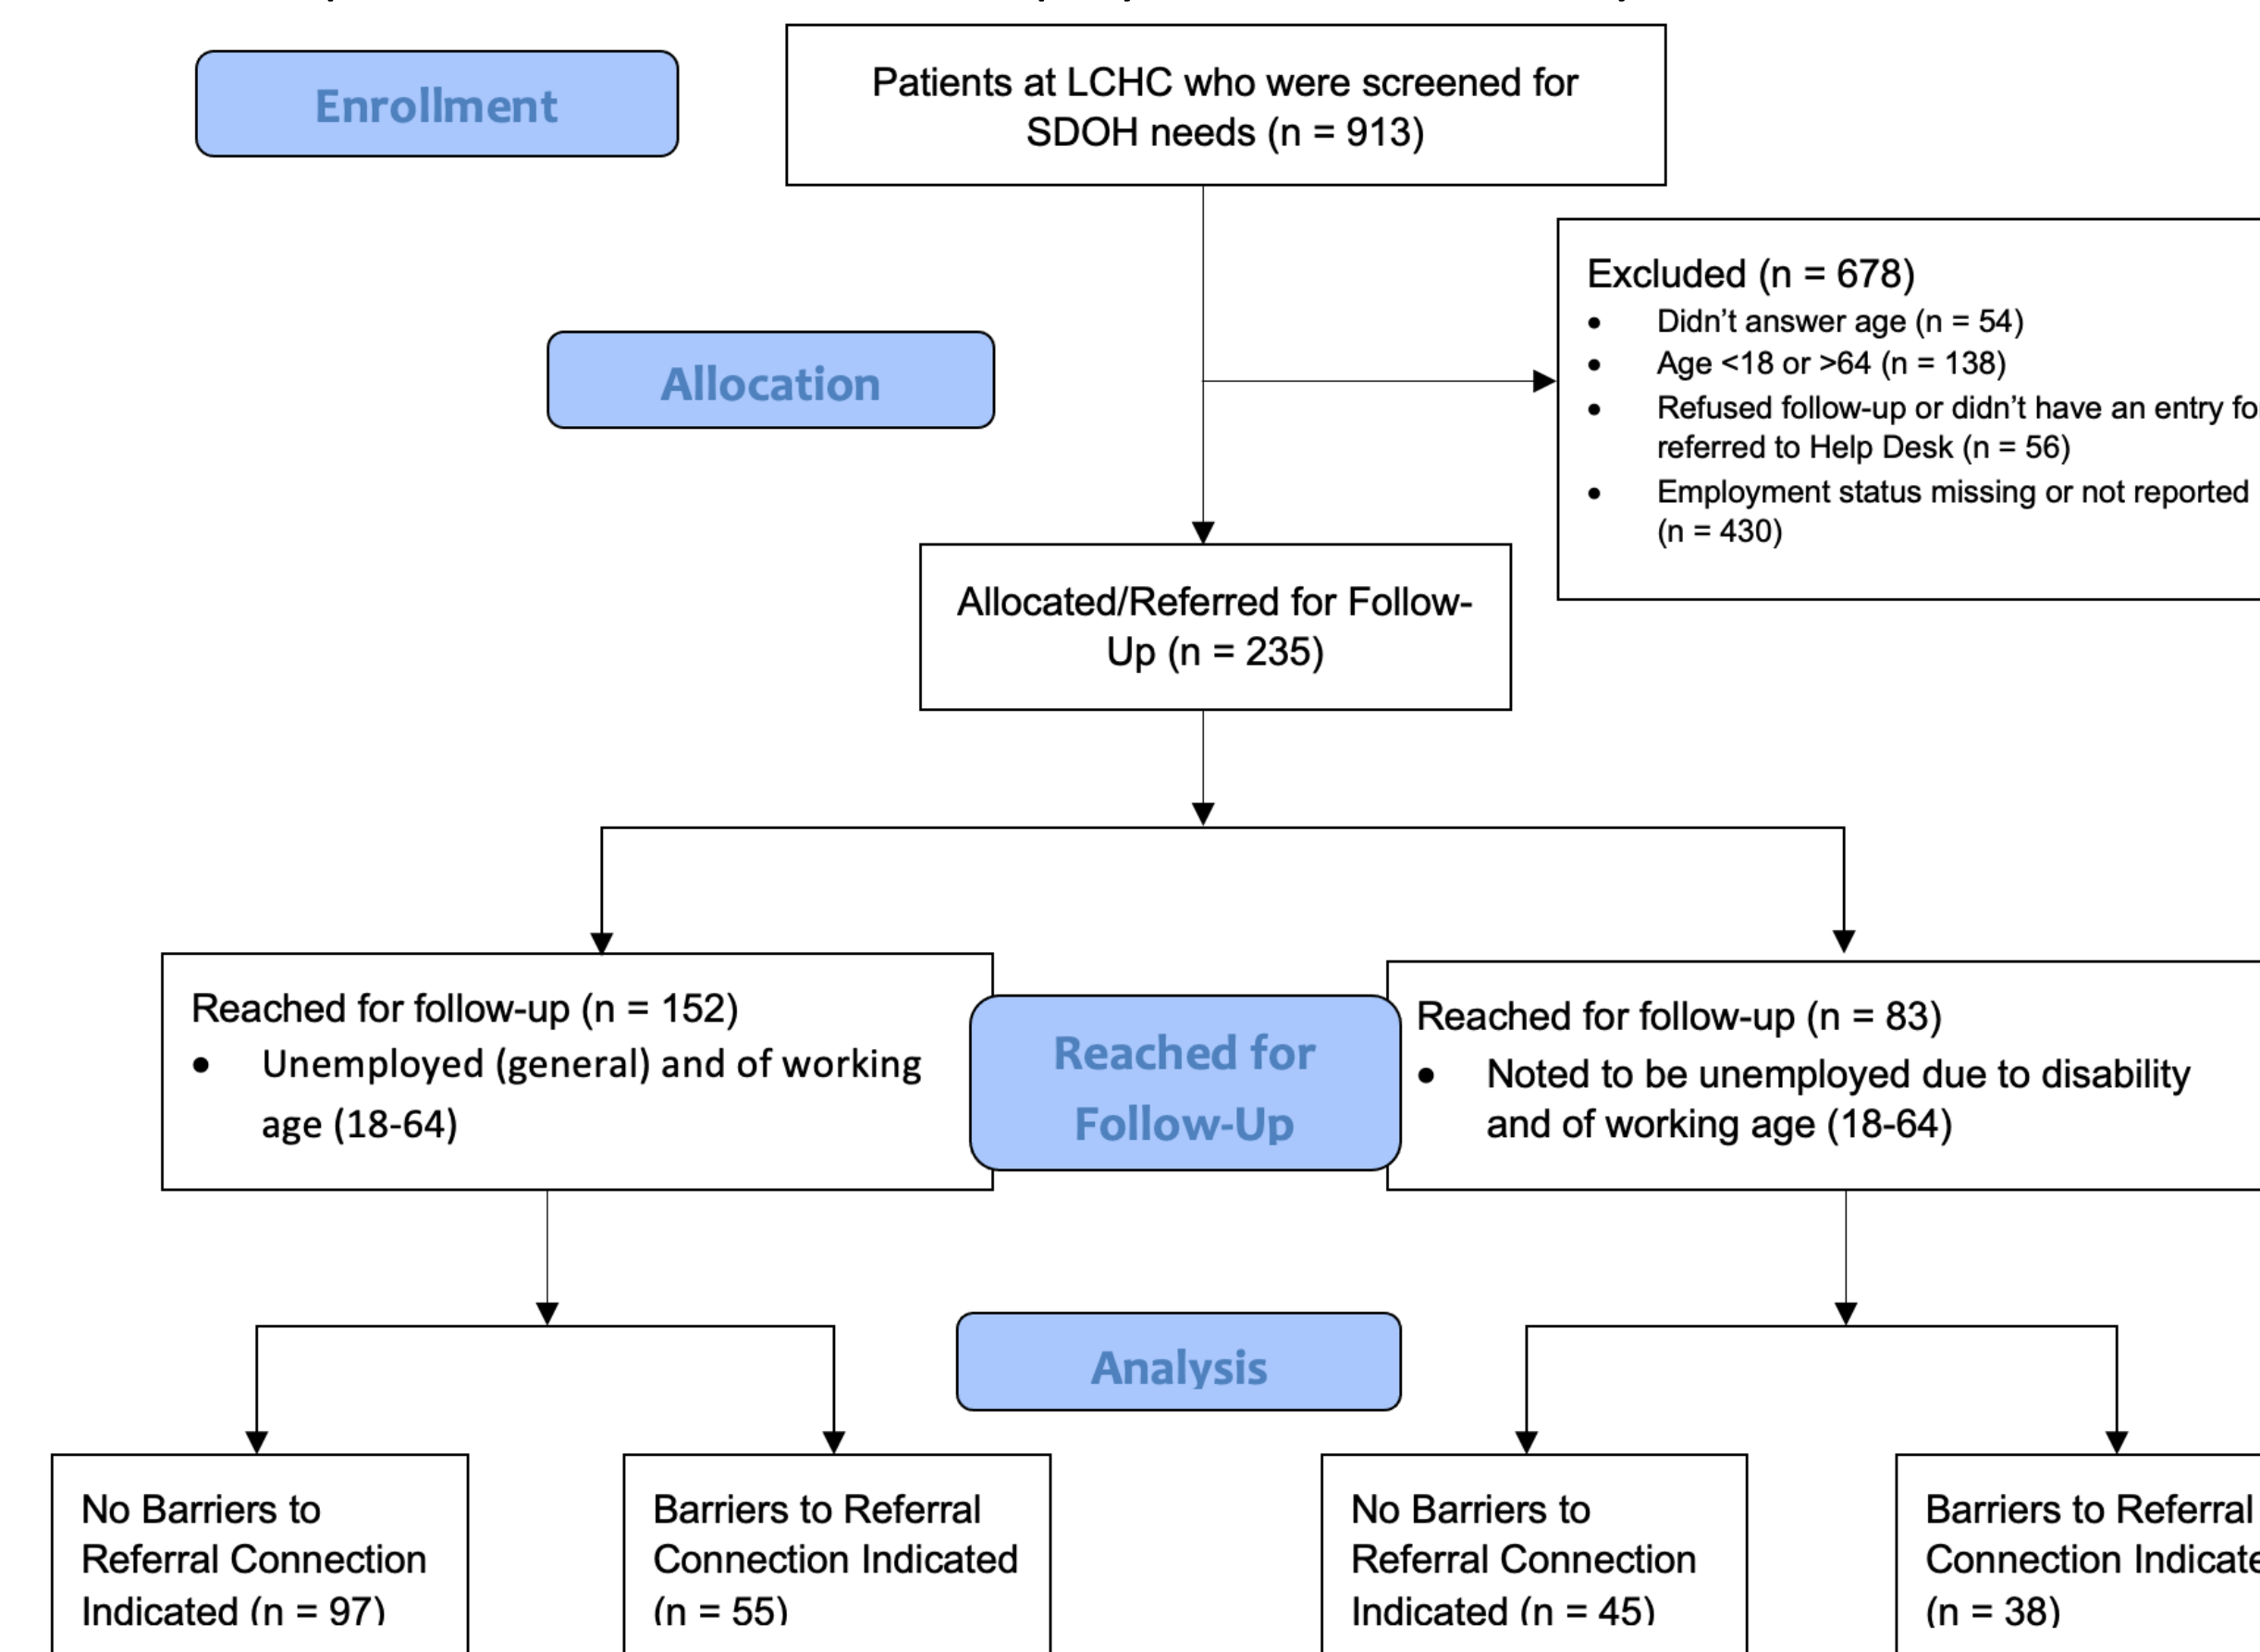 Enrollment
Patients at LCHC who were screened for
SDOH needs (n = 913)
Excluded (n = 678)
• Didn’t answer age (n = 54)
• Age <18 or >64 (n = 138)
• Refused follow-up or didn’t have an entry
referred to Help Desk (n = 56)
• Employment status missing or not reported
(n = 430)
Allocation
Allocated/Referred for Follow-
Up (n = 235)
Reached for follow-up (n = 152)
• Unemployed (general) and of working
age (18-64)
Reached for
Follow-Up
Reached for follow-up (n = 83)
• Noted to be unemployed due to disability
and of working age (18-64)
Analysis
No Barriers to
Referral Connection
Indicated (n = 97)
Barriers to Referral
Connection Indicated
(n = 55)
No Barriers to
Referral Connection
Indicated (n = 45)
Barriers to Referral
Connection
(n = 38)